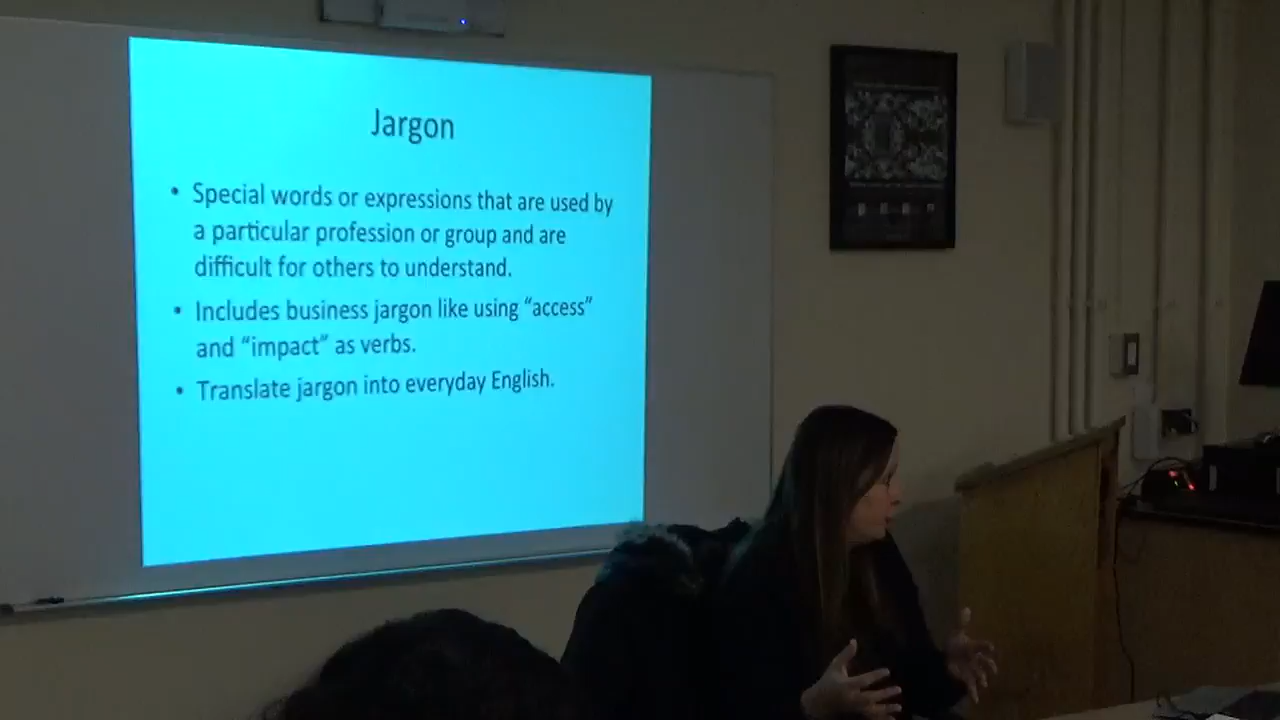 Jargon
• Special words or expressions that are used by
a particular profession or group and are
difficult for others to understand.
• Includes business jargon like using “access”
and “impact” as verbs.
• Translate jargon into everyday English.